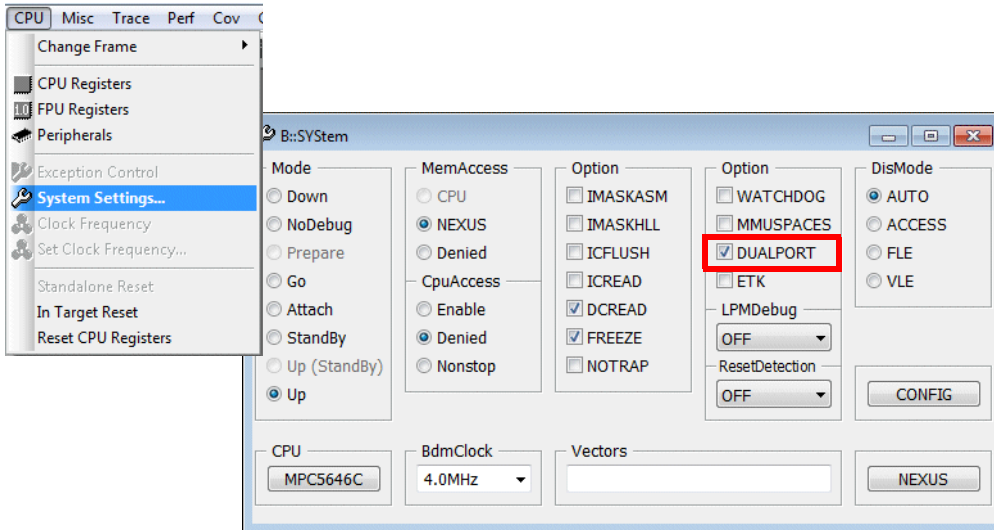 CPU Misc Trace Perf Cov
Change Frame
CPU Registers
1.0 FPU Registers
Peripherals
Exception Control
System Settings...
Clock Frequency
Set Clock Frequency...
Standalone Reset
In Target Reset
Reset CPU Registers
B::SYStem
Mode
Down
NoDebug
Prepare
Go
Attach
StandBy
Up (StandBy)
Up
MemAccess
CPU
NEXUS
Denied
CpuAccess
Enable
Denied
Nonstop
Option
IMASKASM
IMASKHLL
ICFLUSH
ICREAD
DCREAD
FREEZE
NOTRAP
Option
WATCHDOG
MMUSPACES
DUALPORT
ETK
LPMDebug
OFF
ResetDetection
OFF
DisMode
AUTO
ACCESS
FLE
VLE
CONFIG
CPU
MPC5646C
BdmClock
4.0MHz
Vectors
NEXUS